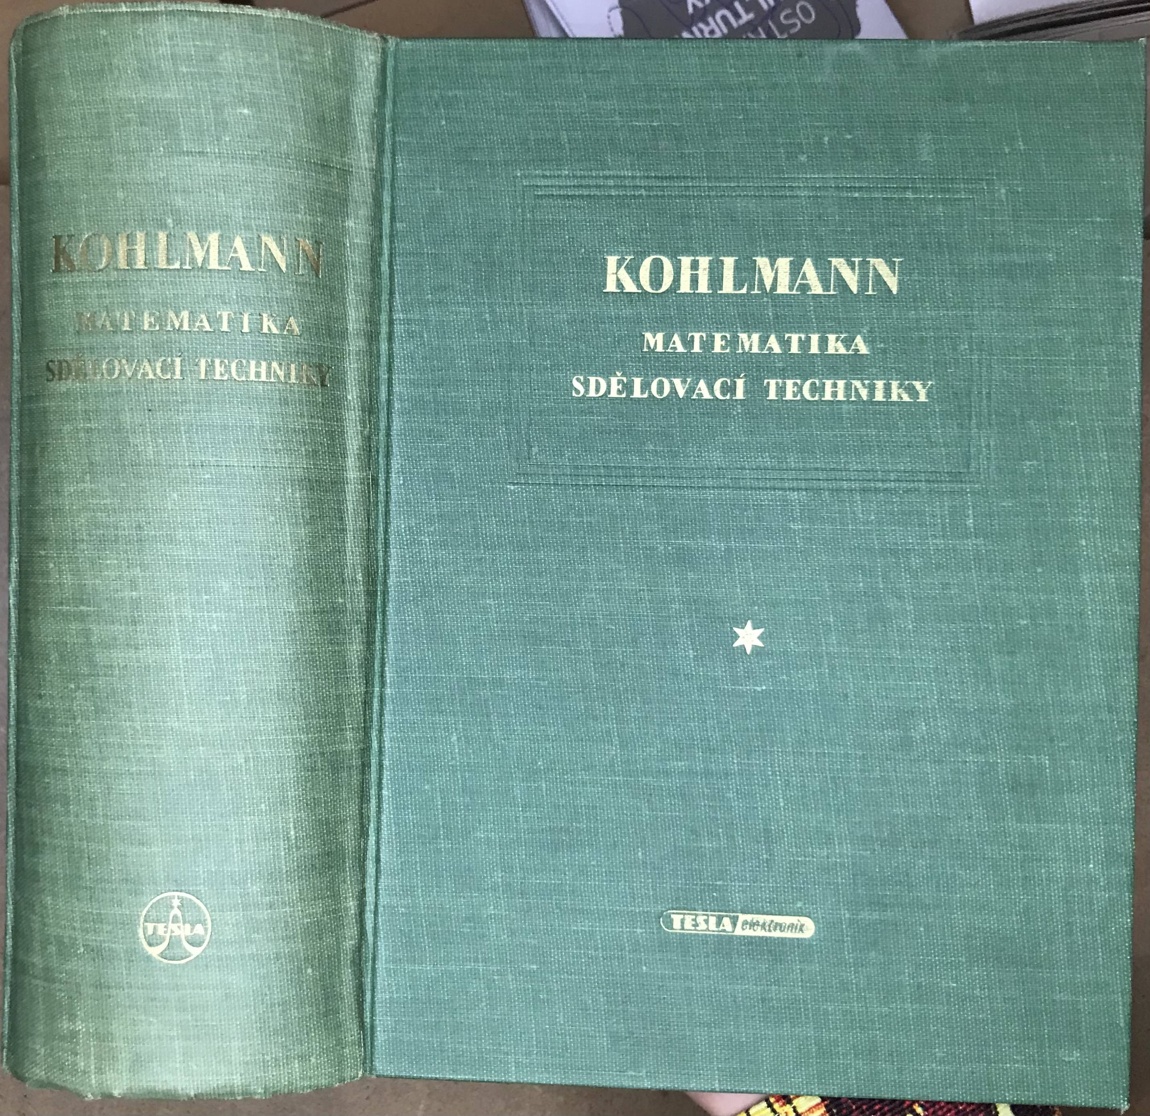 KOHLMANN
MATEMATIKA
SDĚLOVACÍ TECHNIKY
TESLA
KOHLMANN
MATEMATIKA
SDĚLOVACÍ TECHNIKY
TESLA elektronik